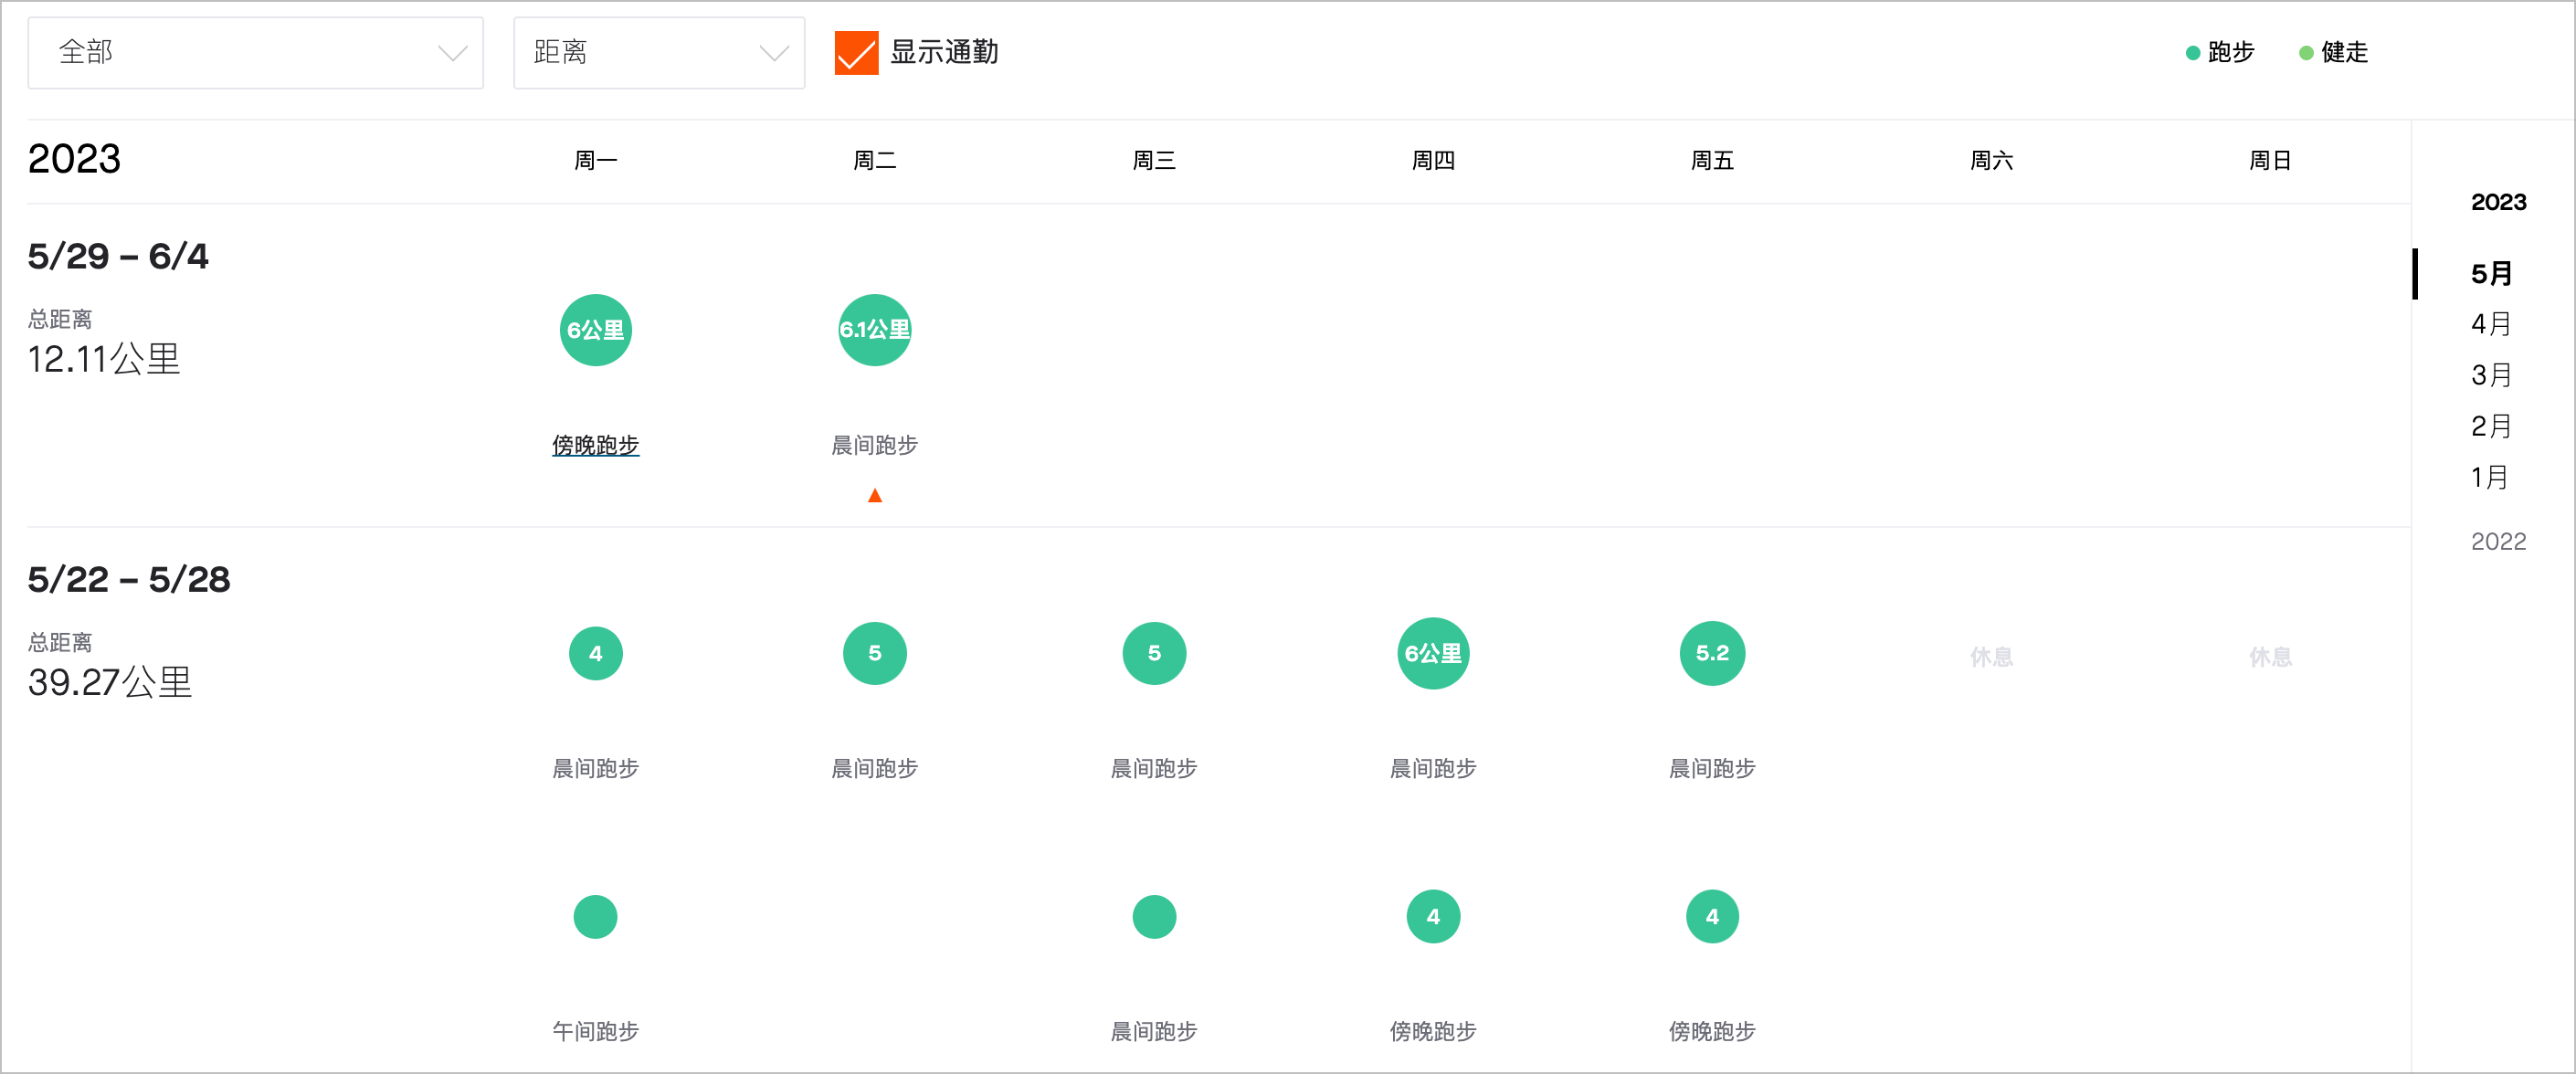 全部
距离
显示通勤
跑步
健走
2023 周一 周二 周三 周四 周五 周六 周日
5/29 – 6/4
总距离
12.11公里
6公里 6.1公里
傍晚跑步 晨间跑步
5/22 – 5/28
总距离
39.27公里
4 5 5 6公里 5.2 休息 休息
晨间跑步 晨间跑步 晨间跑步 晨间跑步 晨间跑步
4 4
午间跑步 晨间跑步 傍晚跑步 傍晚跑步
2023
5月
4月
3月
2月
1月
2022